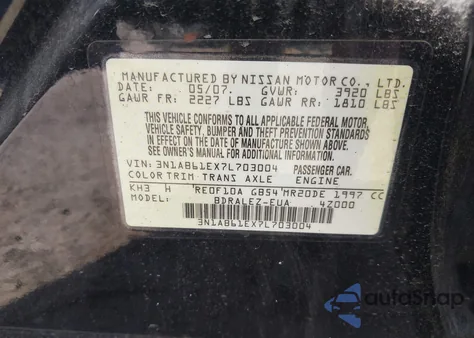 MANUFACTURED BY NISSAN MOTOR CO., LTD.
DATE: 05/07. GVWR: 3920 LBS
GAWR FR: 2227 LBS GAWR RR: 1810 LBS
THIS VEHICLE CONFORMS TO ALL APPLICABLE FEDERAL MOTOR
VEHICLE SAFETY, BUMPER AND THEFT PREVENTION STANDARDS
IN EFFECT ON THE DATE OF MANUFACTURE SHOWN ABOVE.
SEE OWNER'S MANUAL FOR ADDITIONAL INFORMATION
VIN: 3N1AB61EX7L703004 PASSENGER CAR.
COLOR TRIM TRANS AXLE ENGINE
KH3 H RE0F10A GB54 MR20DE 1997 CC
BDRALEZ-EUA 4Z000
3N1AB61EX7L703004
autoSnap